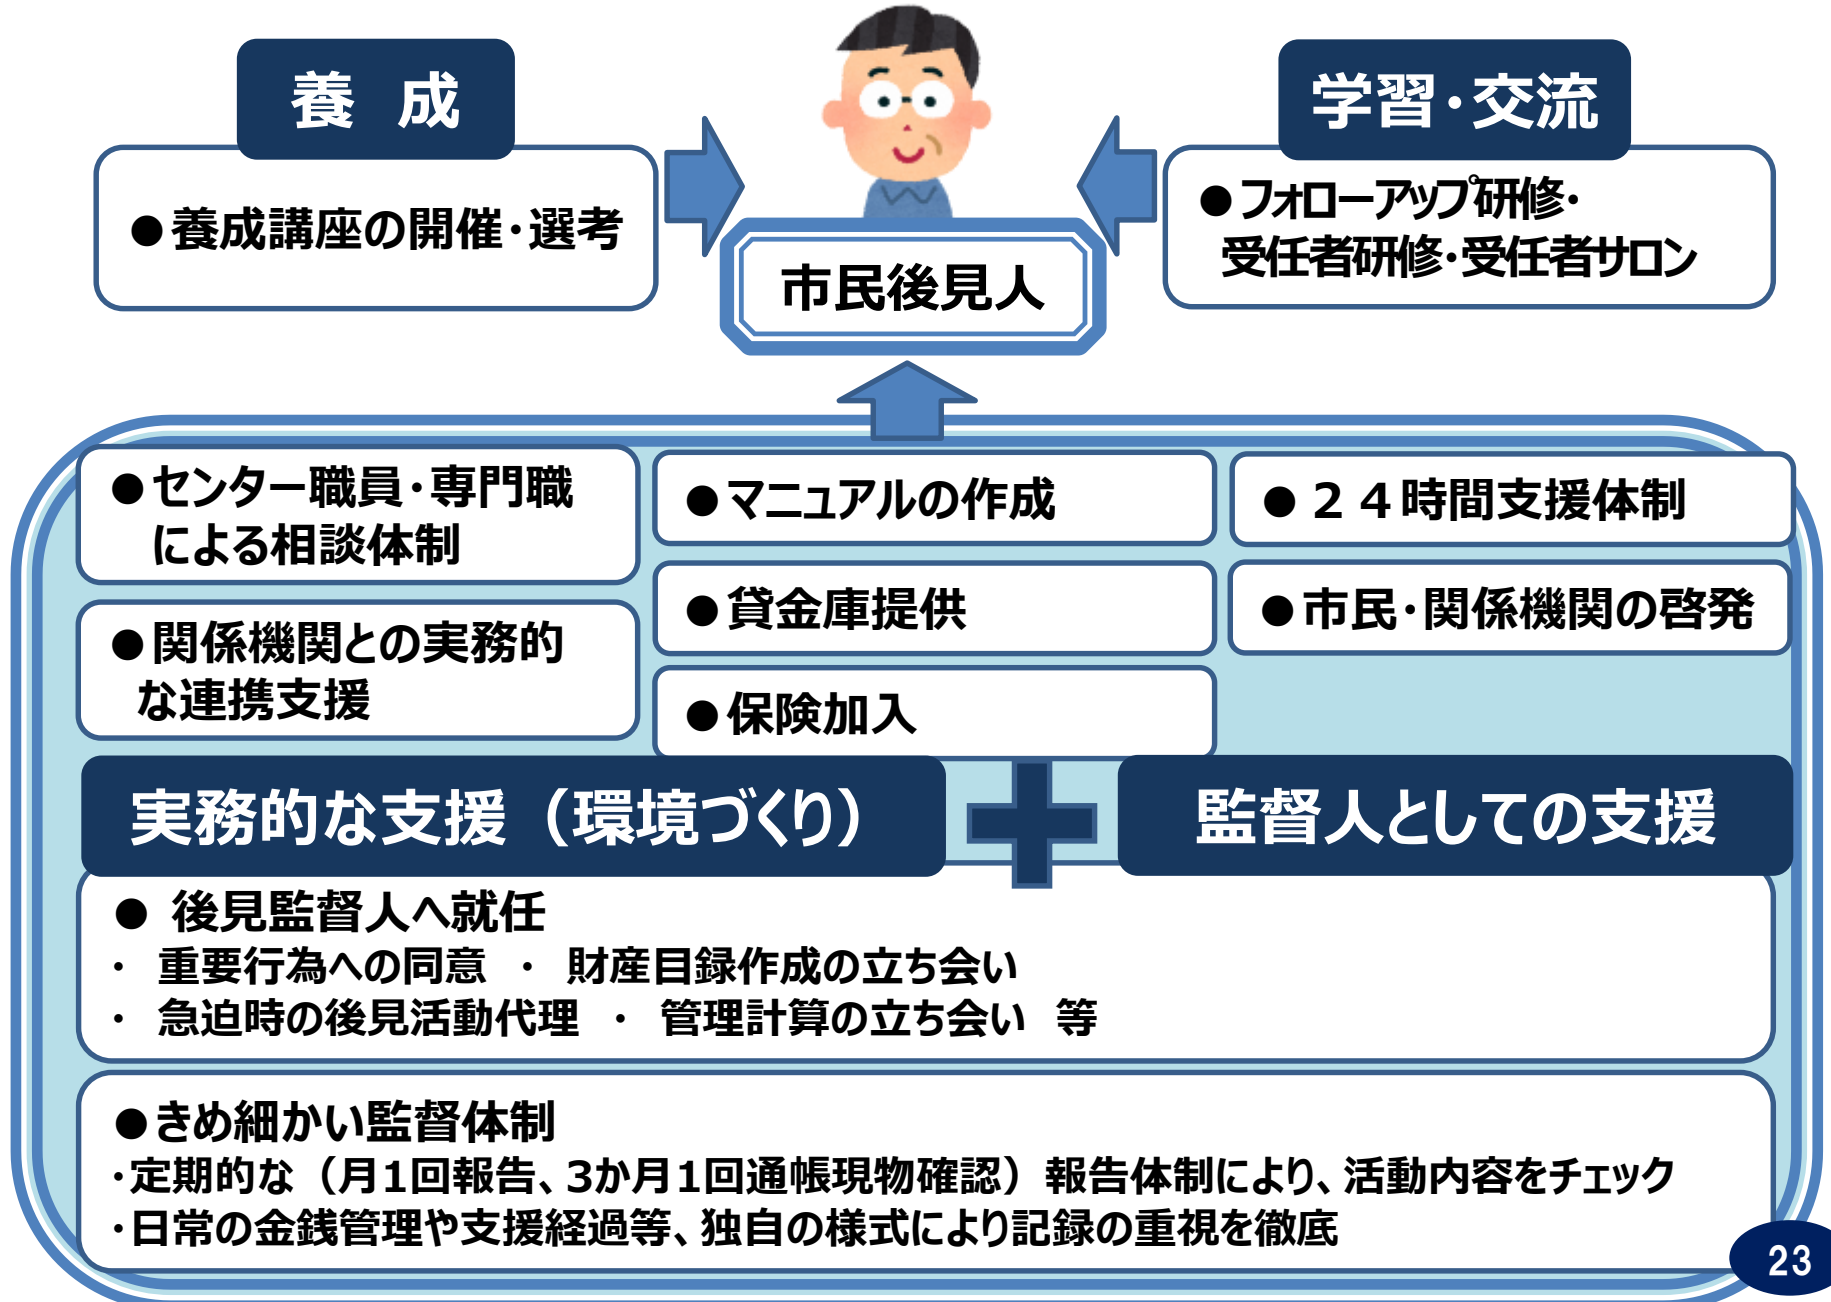 養　成
●養成講座の開催・選考
学習・交流
●フォローアップ研修・
受任者研修・受任者サロン
市民後見人
●センター職員・専門職
による相談体制
●関係機関との実務的
な連携支援
●マニュアルの作成
●貸金庫提供
●保険加入
●２４時間支援体制
●市民・関係機関の啓発
実務的な支援（環境づくり）
監督人としての支援
● 後見監督人へ就任
・ 重要行為への同意 ・ 財産目録作成の立ち会い
・ 急迫時の後見活動代理 ・ 管理計算の立ち会い 等
●きめ細かい監督体制
・定期的な（月1回報告、3か月1回通帳現物確認）報告体制により、活動内容をチェック
・日常の金銭管理や支援経過等、独自の様式により記録の重視を徹底
23